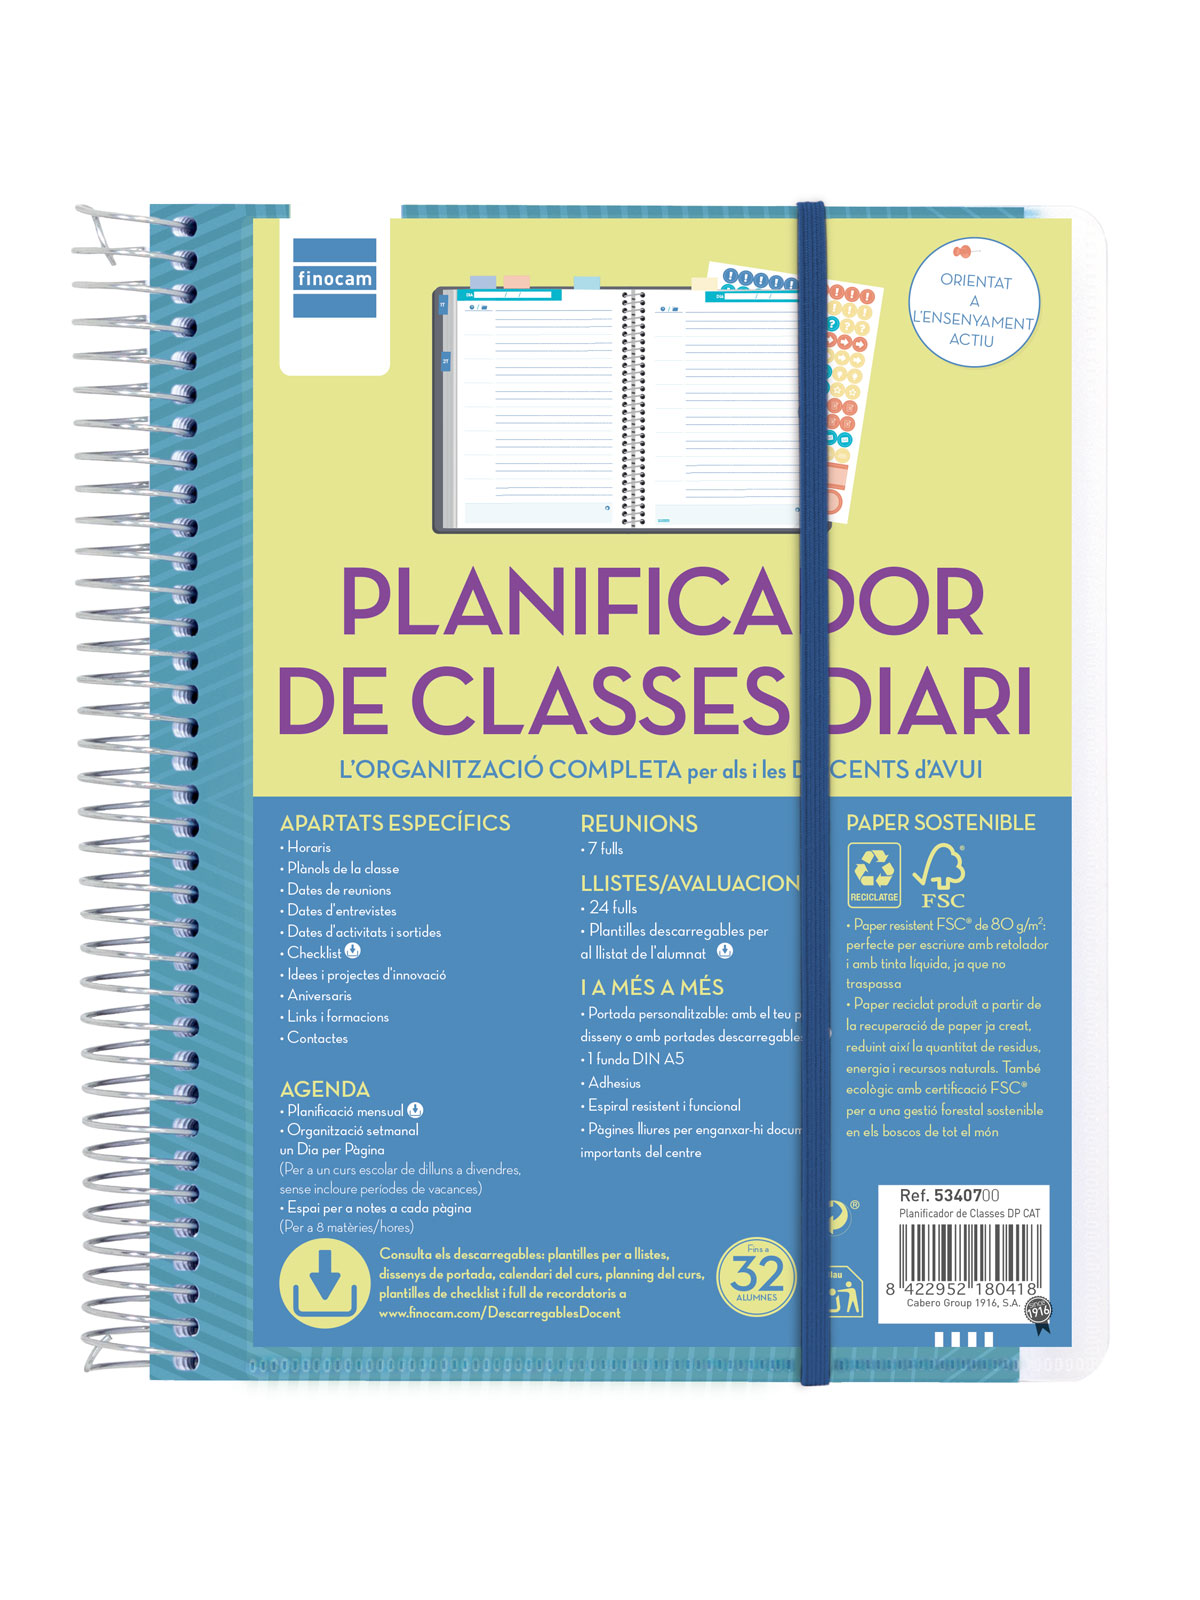 finocam
ORIENTAT
A
L'ENSENYAMENT
ACTIU
PLANIFICADOR
DE CLASSES DIARI
L'ORGANITZACIÓ COMPLETA per als i les DOCENTS d'AVUI
APARTATS ESPECÍFICS
• Horaris
• Plànols de la classe
• Dates de reunions
• Dates d'entrevistes
• Dates d'activitats i sortides
• Checklist
• Idees i projectes d'innovació
• Aniversaris
• Links i formacions
• Contactes
AGENDA
• Planificació mensual
• Organització setmanal
un Dia per Pàgina
(Per a un curs escolar de dilluns a divendres,
sense incloure períodes de vacances)
• Espai per a notes a cada pàgina
(Per a 8 matèries/hores)
REUNIONS
• 7 fulls
LLISTES/AVALUACION
• 24 fulls
• Plantilles descarregables per
al llistat de l'alumnat
I A MÉS A MÉS
• Portada personalitzable: amb el teu p
disseny o amb portades descarregable
• 1 funda DIN A5
• Adhesius
• Espiral resistent i funcional
• Pàgines lliures per enganxar-hi docum
importants del centre
PAPER SOSTENIBLE
RECICLATGE
FSC
• Paper resistent FSC® de 80 g/m²:
perfecte per escriure amb retolador
i amb tinta líquida, ja que no
traspassa
• Paper reciclat produït a partir de
la recuperació de paper ja creat,
reduint així la quantitat de residus,
energia i recursos naturals. També
ecològic amb certificació FSC®
per a una gestió forestal sostenible
en els boscos de tot el món
Consulta els descarregables: plantilles per a llistes,
dissenys de portada, calendari del curs, planning del curs,
plantilles de checklist i full de recordatoris a
www.finocam.com/DescarregablesDocent
Fins a
32
ALUMNES
Ref. 5340700
Planificador de Classes DP CAT
8 422952 180418
Cabero Group 1916, S.A.
SINCE
1916